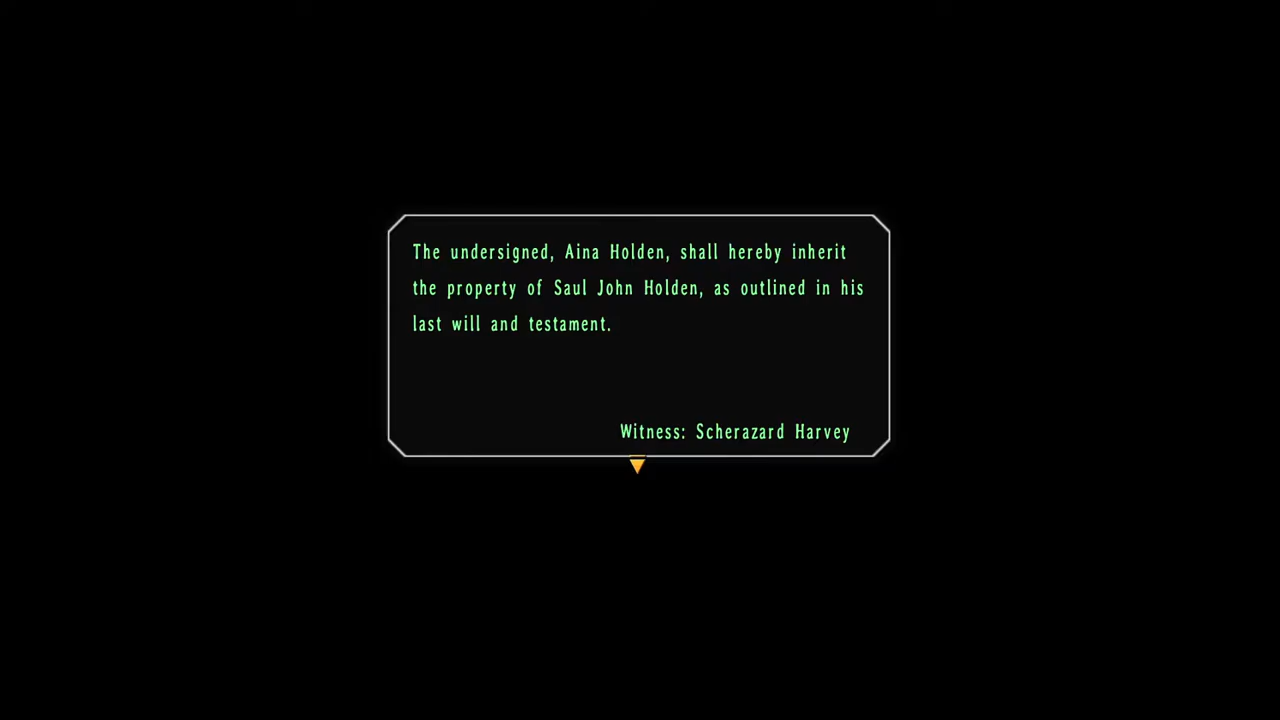 The undersigned, Aina Holden, shall hereby inherit
the property of Saul John Holden, as outlined in his
last will and testament.
Witness: Scherazard Harvey